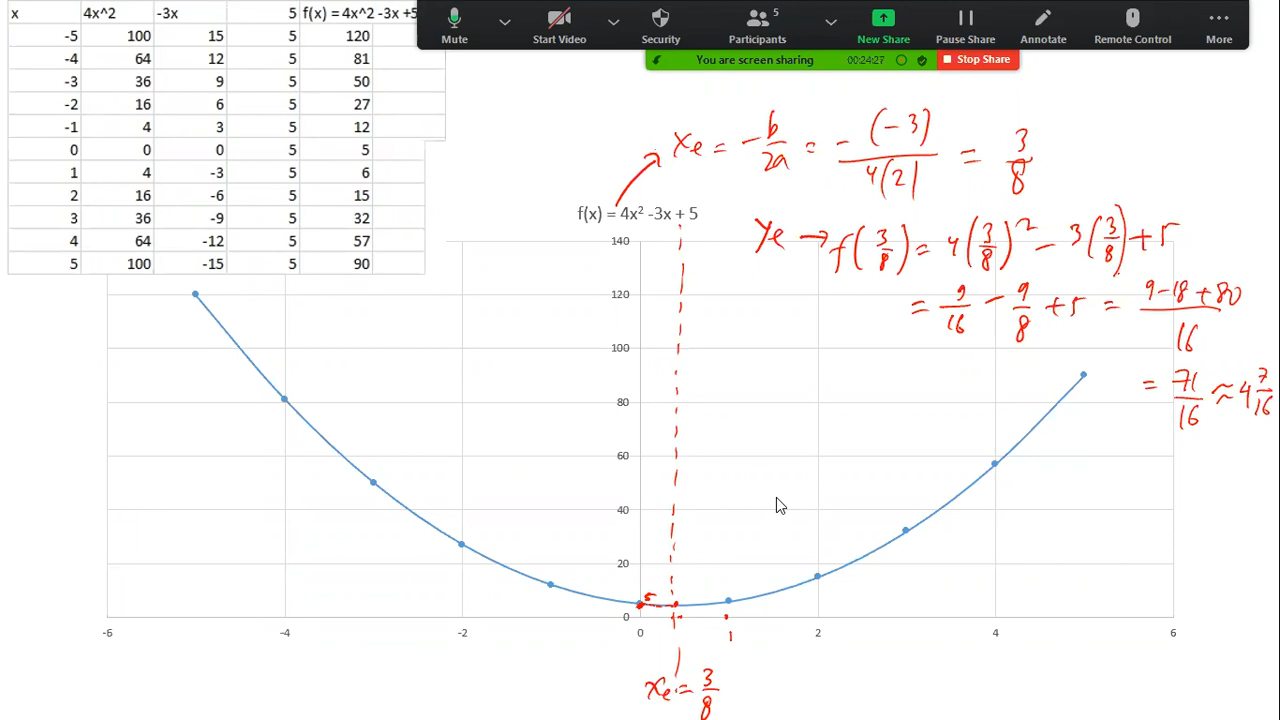 x 4x^2 -3x 5 f(x) = 4x^2 -3x +5
-5 100 15 5 120
-4 64 12 5 81
-3 36 9 5 50
-2 16 6 5 27
-1 4 3 5 12
0 0 0 5 5
1 4 -3 5 6
2 16 -6 5 15
3 36 -9 5 32
4 64 -12 5 57
5 100 -15 5 90
5
Mute Start Video Security Participants New Share Pause Share Annotate Remote Control More
You are screen sharing 00:24:27 Stop Share
xe = -b/2a = -(-3)/4(2) = 3/8
f(x) = 4x² -3x + 5
ye → f(3/8) = 4(3/8)² - 3(3/8) + 5
= 9/16 - 9/8 + 5 = (9-18+80)/16
= 71/16 ≈ 4 7/16
140
120
100
80
60
40
20
0
5
1
-6 -4 -2 0 2 4 6
xe = 3/8